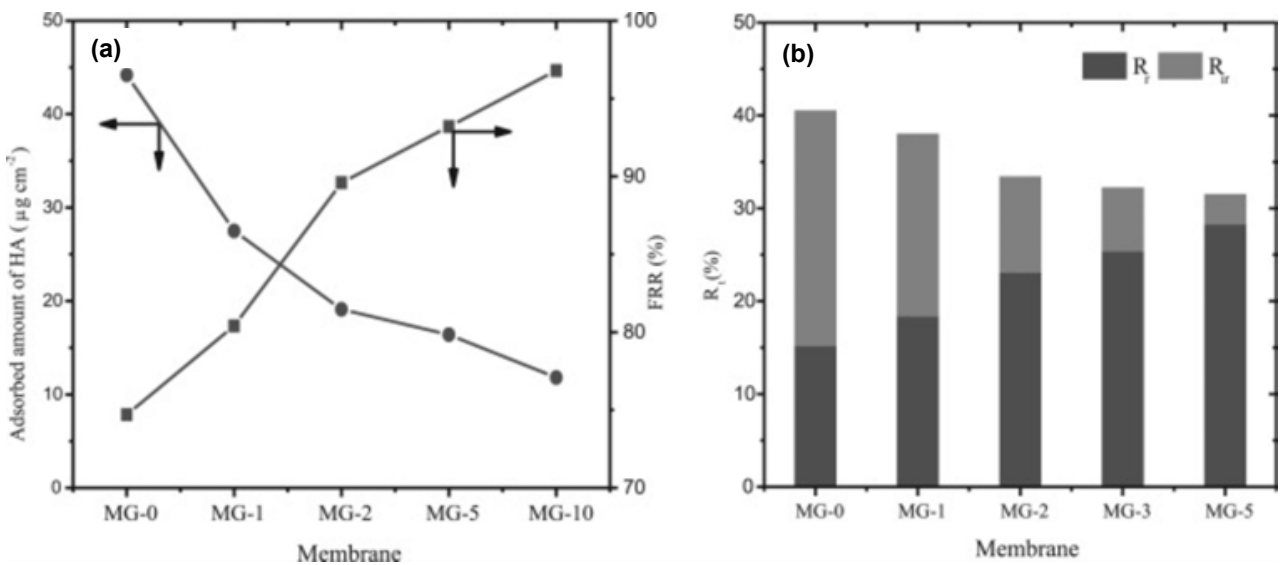 (a)
Adsorbed amount of HA ( μg cm⁻²)
50
40
30
20
10
0
100
90
80
70
FRR (%)
MG-0 MG-1 MG-2 MG-5 MG-10
Membrane
(b)
Rr Rir
Rt(%)
50
40
30
20
10
0
MG-0 MG-1 MG-2 MG-3 MG-5
Membrane